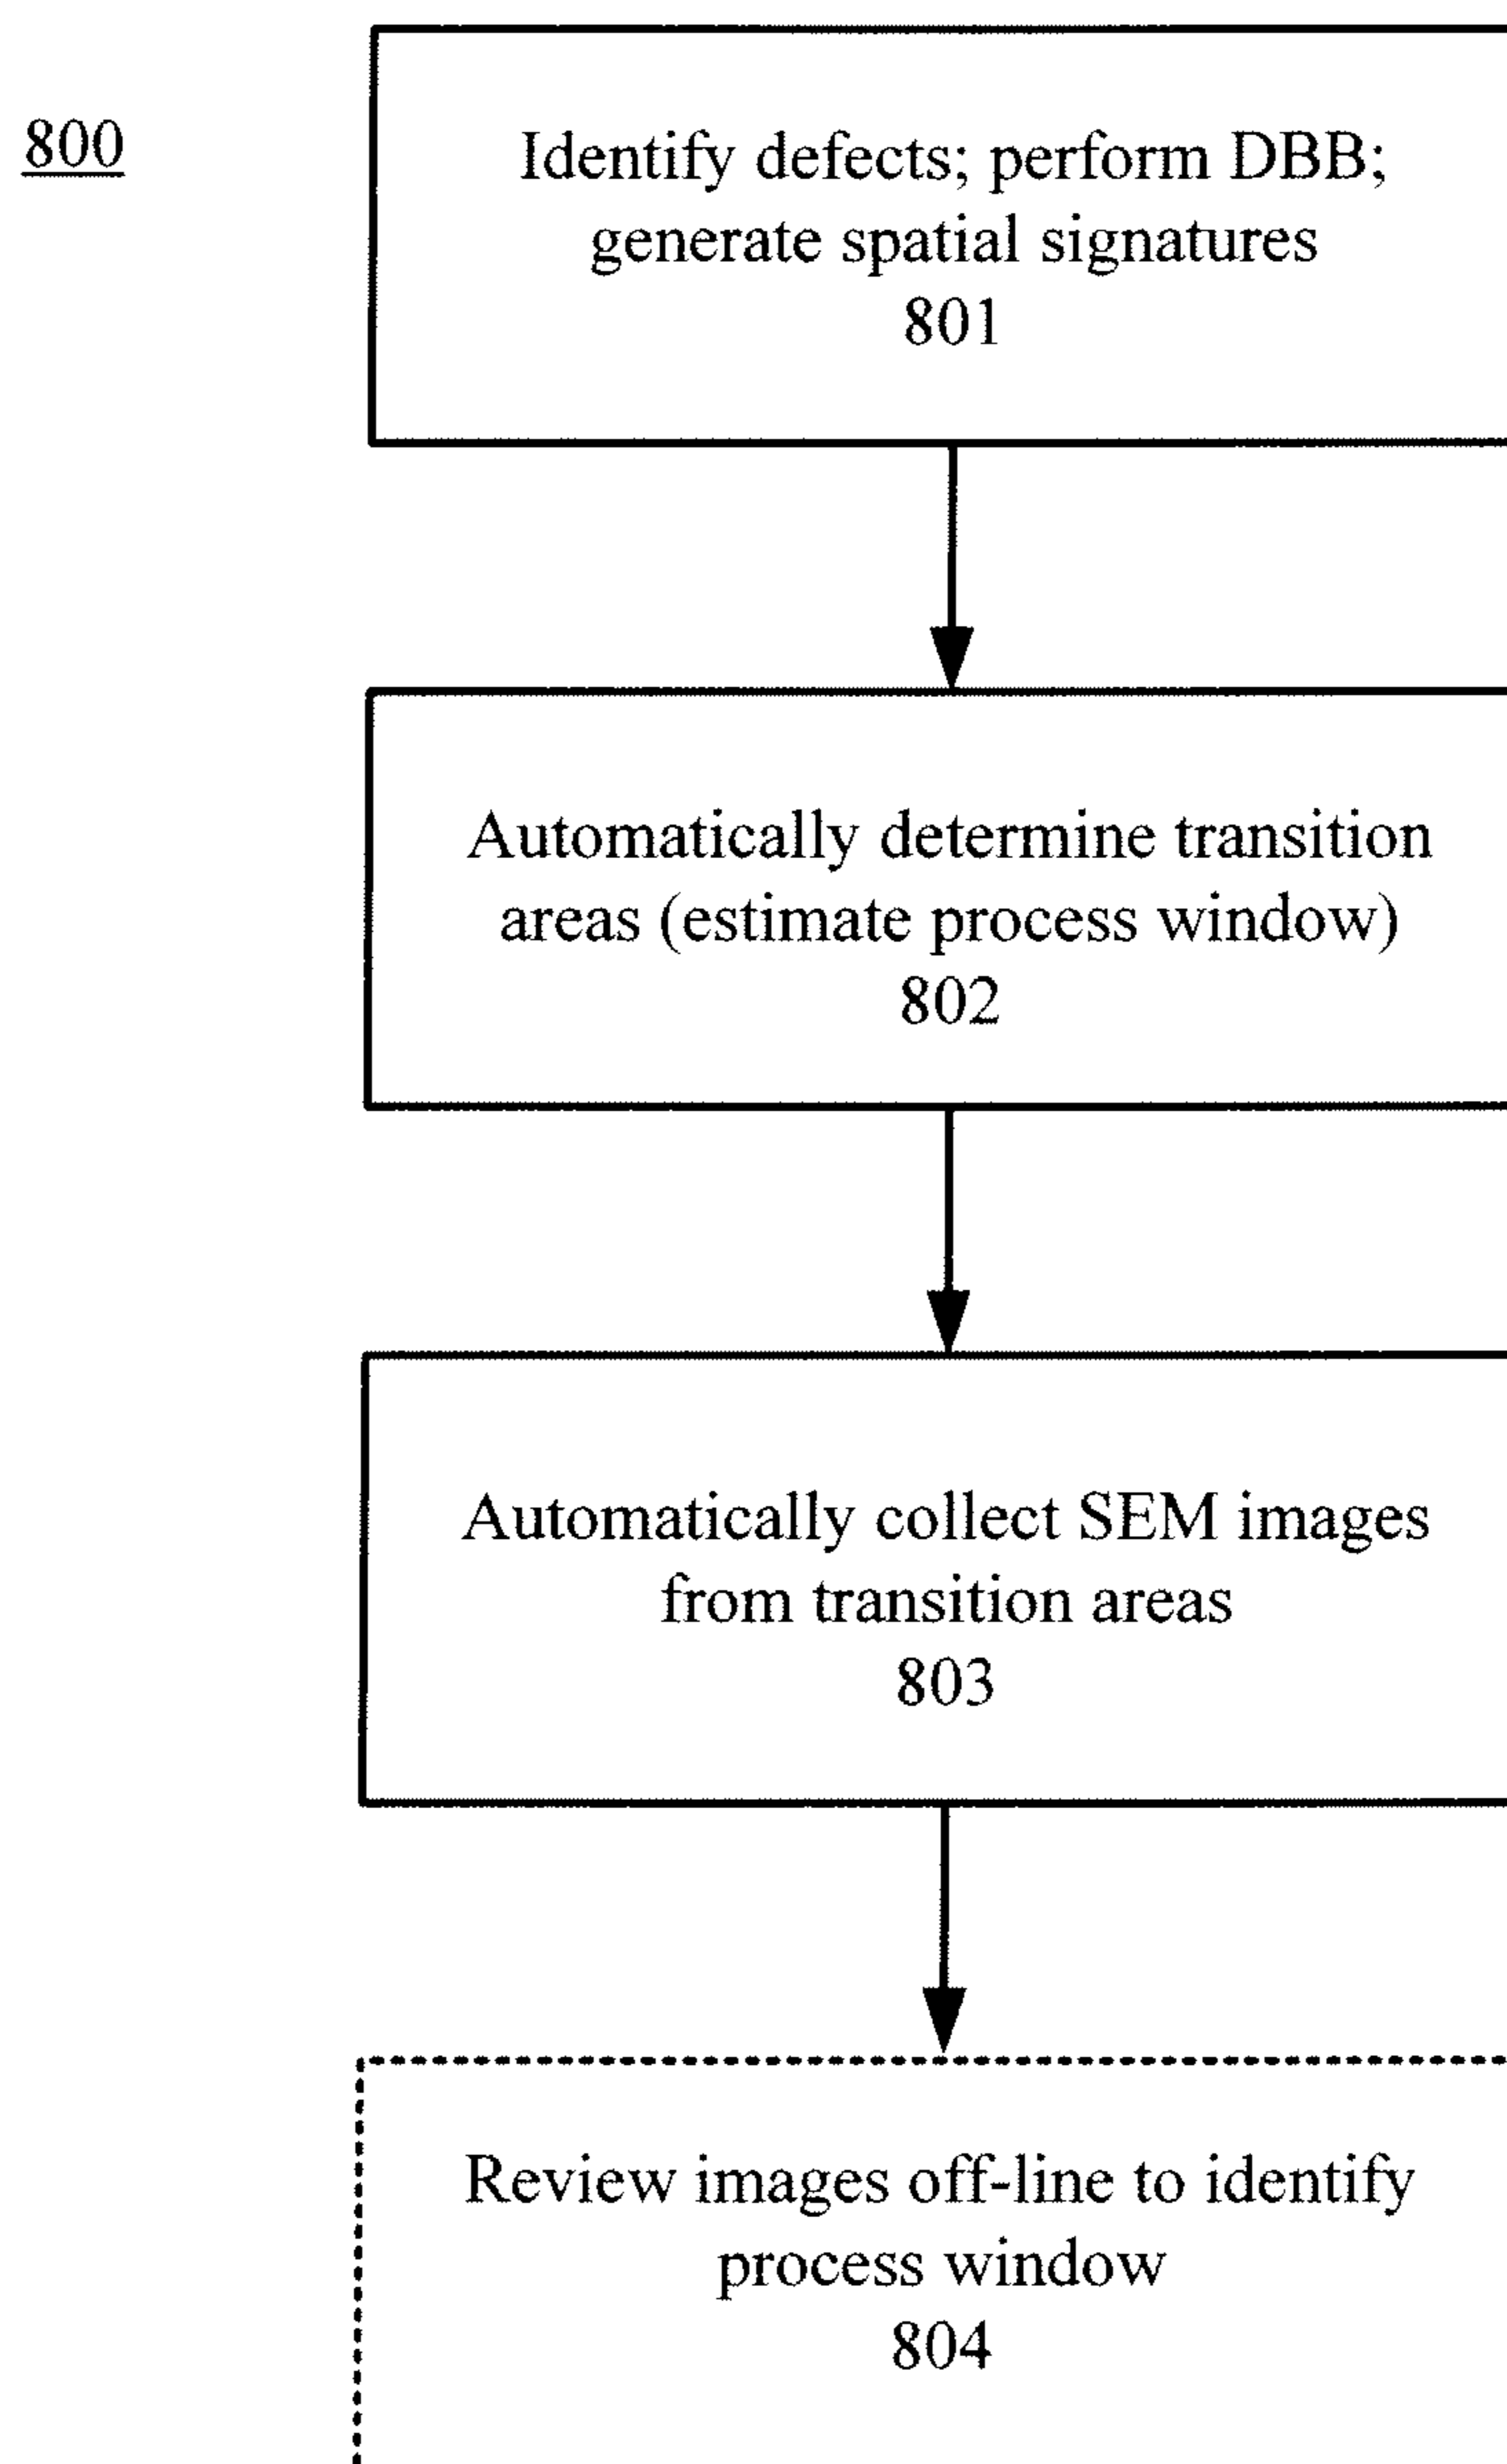 800
Identify defects; perform DBB;
generate spatial signatures
801
Automatically determine transition
areas (estimate process window)
802
Automatically collect SEM images
from transition areas
803
Review images off-line to identify
process window
804